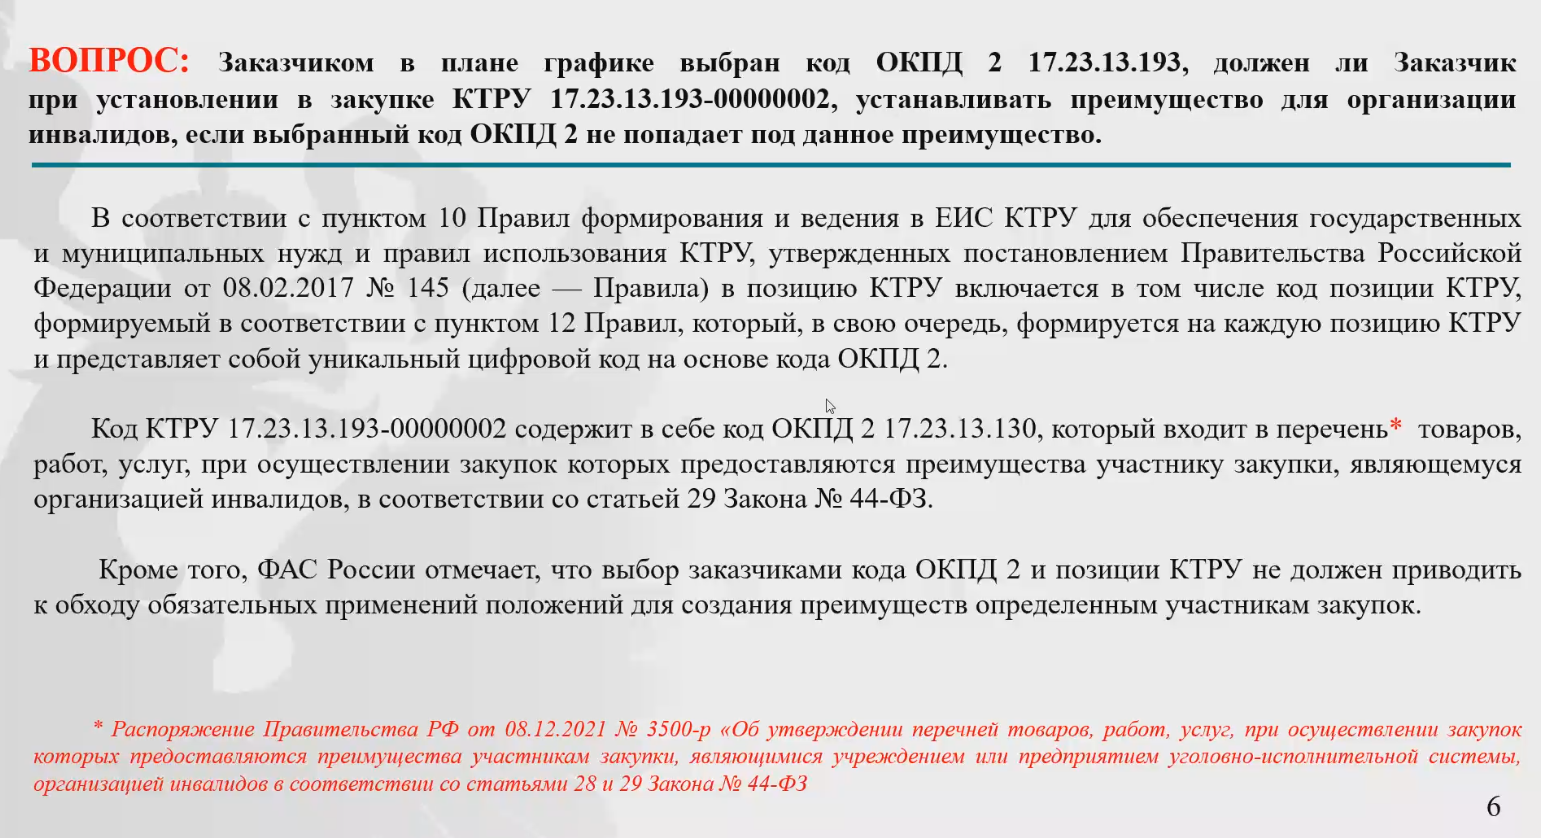 ВОПРОС: Заказчиком в плане графике выбран код ОКПД 2 17.23.13.193, должен ли Заказчик
при установлении в закупке КТРУ 17.23.13.193-00000002, устанавливать преимущество для организации
инвалидов, если выбранный код ОКПД 2 не попадает под данное преимущество.
В соответствии с пунктом 10 Правил формирования и ведения в ЕИС КТРУ для обеспечения государственных
и муниципальных нужд и правил использования КТРУ, утвержденных постановлением Правительства Российской
Федерации от 08.02.2017 № 145 (далее — Правила) в позицию КТРУ включается в том числе код позиции КТРУ,
формируемый в соответствии с пунктом 12 Правил, который, в свою очередь, формируется на каждую позицию КТРУ
и представляет собой уникальный цифровой код на основе кода ОКПД 2.
Код КТРУ 17.23.13.193-00000002 содержит в себе код ОКПД 2 17.23.13.130, который входит в перечень* товаров,
работ, услуг, при осуществлении закупок которых предоставляются преимущества участнику закупки, являющемуся
организацией инвалидов, в соответствии со статьей 29 Закона № 44-ФЗ.
Кроме того, ФАС России отмечает, что выбор заказчиками кода ОКПД 2 и позиции КТРУ не должен приводить
к обходу обязательных применений положений для создания преимуществ определенным участникам закупок.
* Распоряжение Правительства РФ от 08.12.2021 № 3500-р «Об утверждении перечней товаров, работ, услуг, при осуществлении закупок
которых предоставляются преимущества участникам закупки, являющимися учреждением или предприятием уголовно-исполнительной системы,
организацией инвалидов в соответствии со статьями 28 и 29 Закона № 44-ФЗ
6